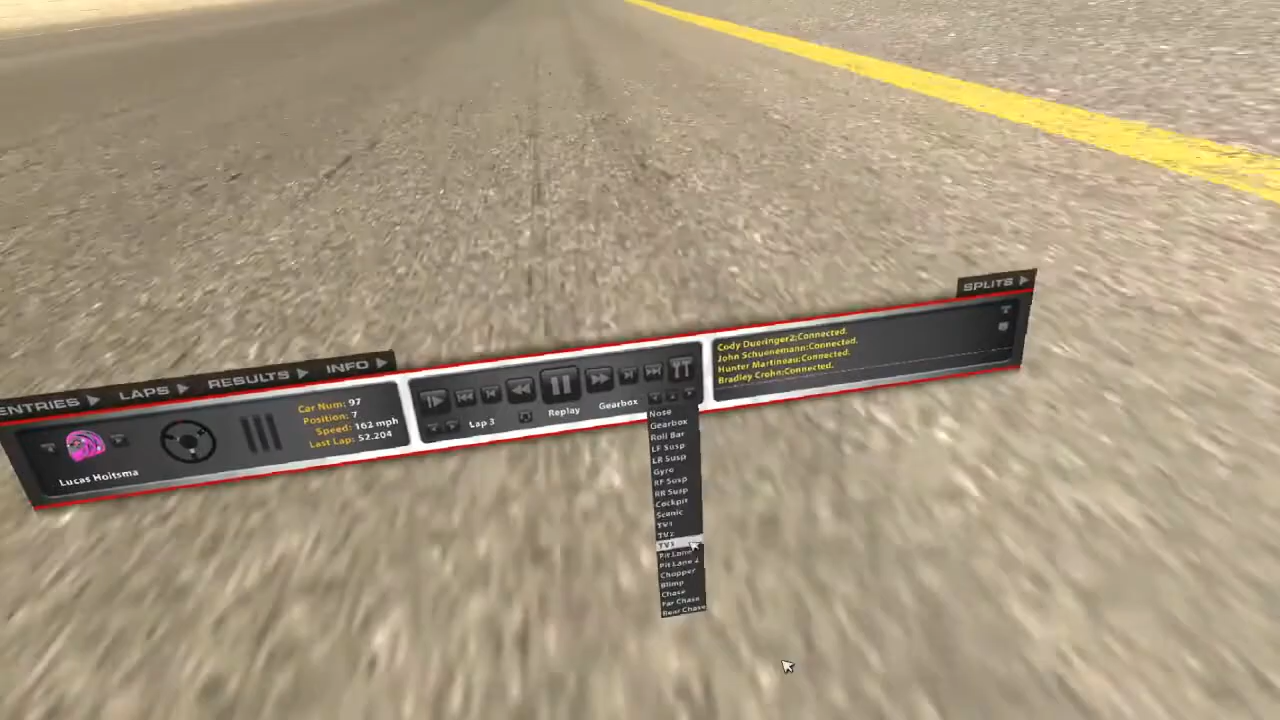 ENTRIES
LAPS
RESULTS
INFO
SPLITS
Lucas Hoitsma
Car Num: 97
Position: 7
Speed: 162 mph
Last Lap: 52.204
Lap 3
Replay
Gearbox
Cody Dueringer2:Connected.
John Schuenemann:Connected.
Hunter Martineau:Connected.
Bradley Crohn:Connected.
Nose
Gearbox
Roll Bar
LF Susp
LR Susp
Gyro
RF Susp
RR Susp
Cockpit
Scenic
TV1
TV2
TV3
Pit Lane
Pit Lane 2
Chopper
Blimp
Chase
Far Chase
Rear Chase